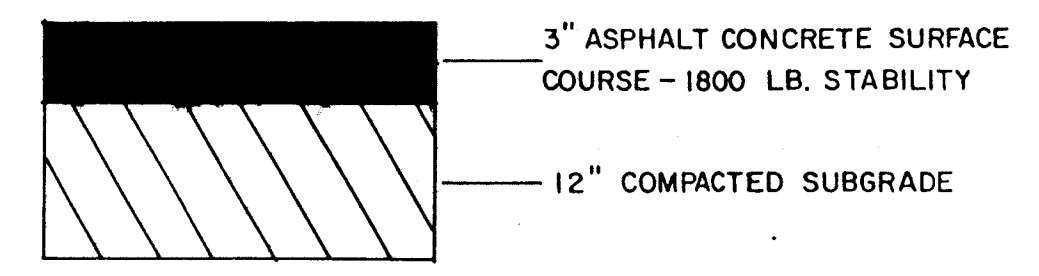 3" ASPHALT CONCRETE SURFACE
COURSE – 1800 LB. STABILITY
12" COMPACTED SUBGRADE